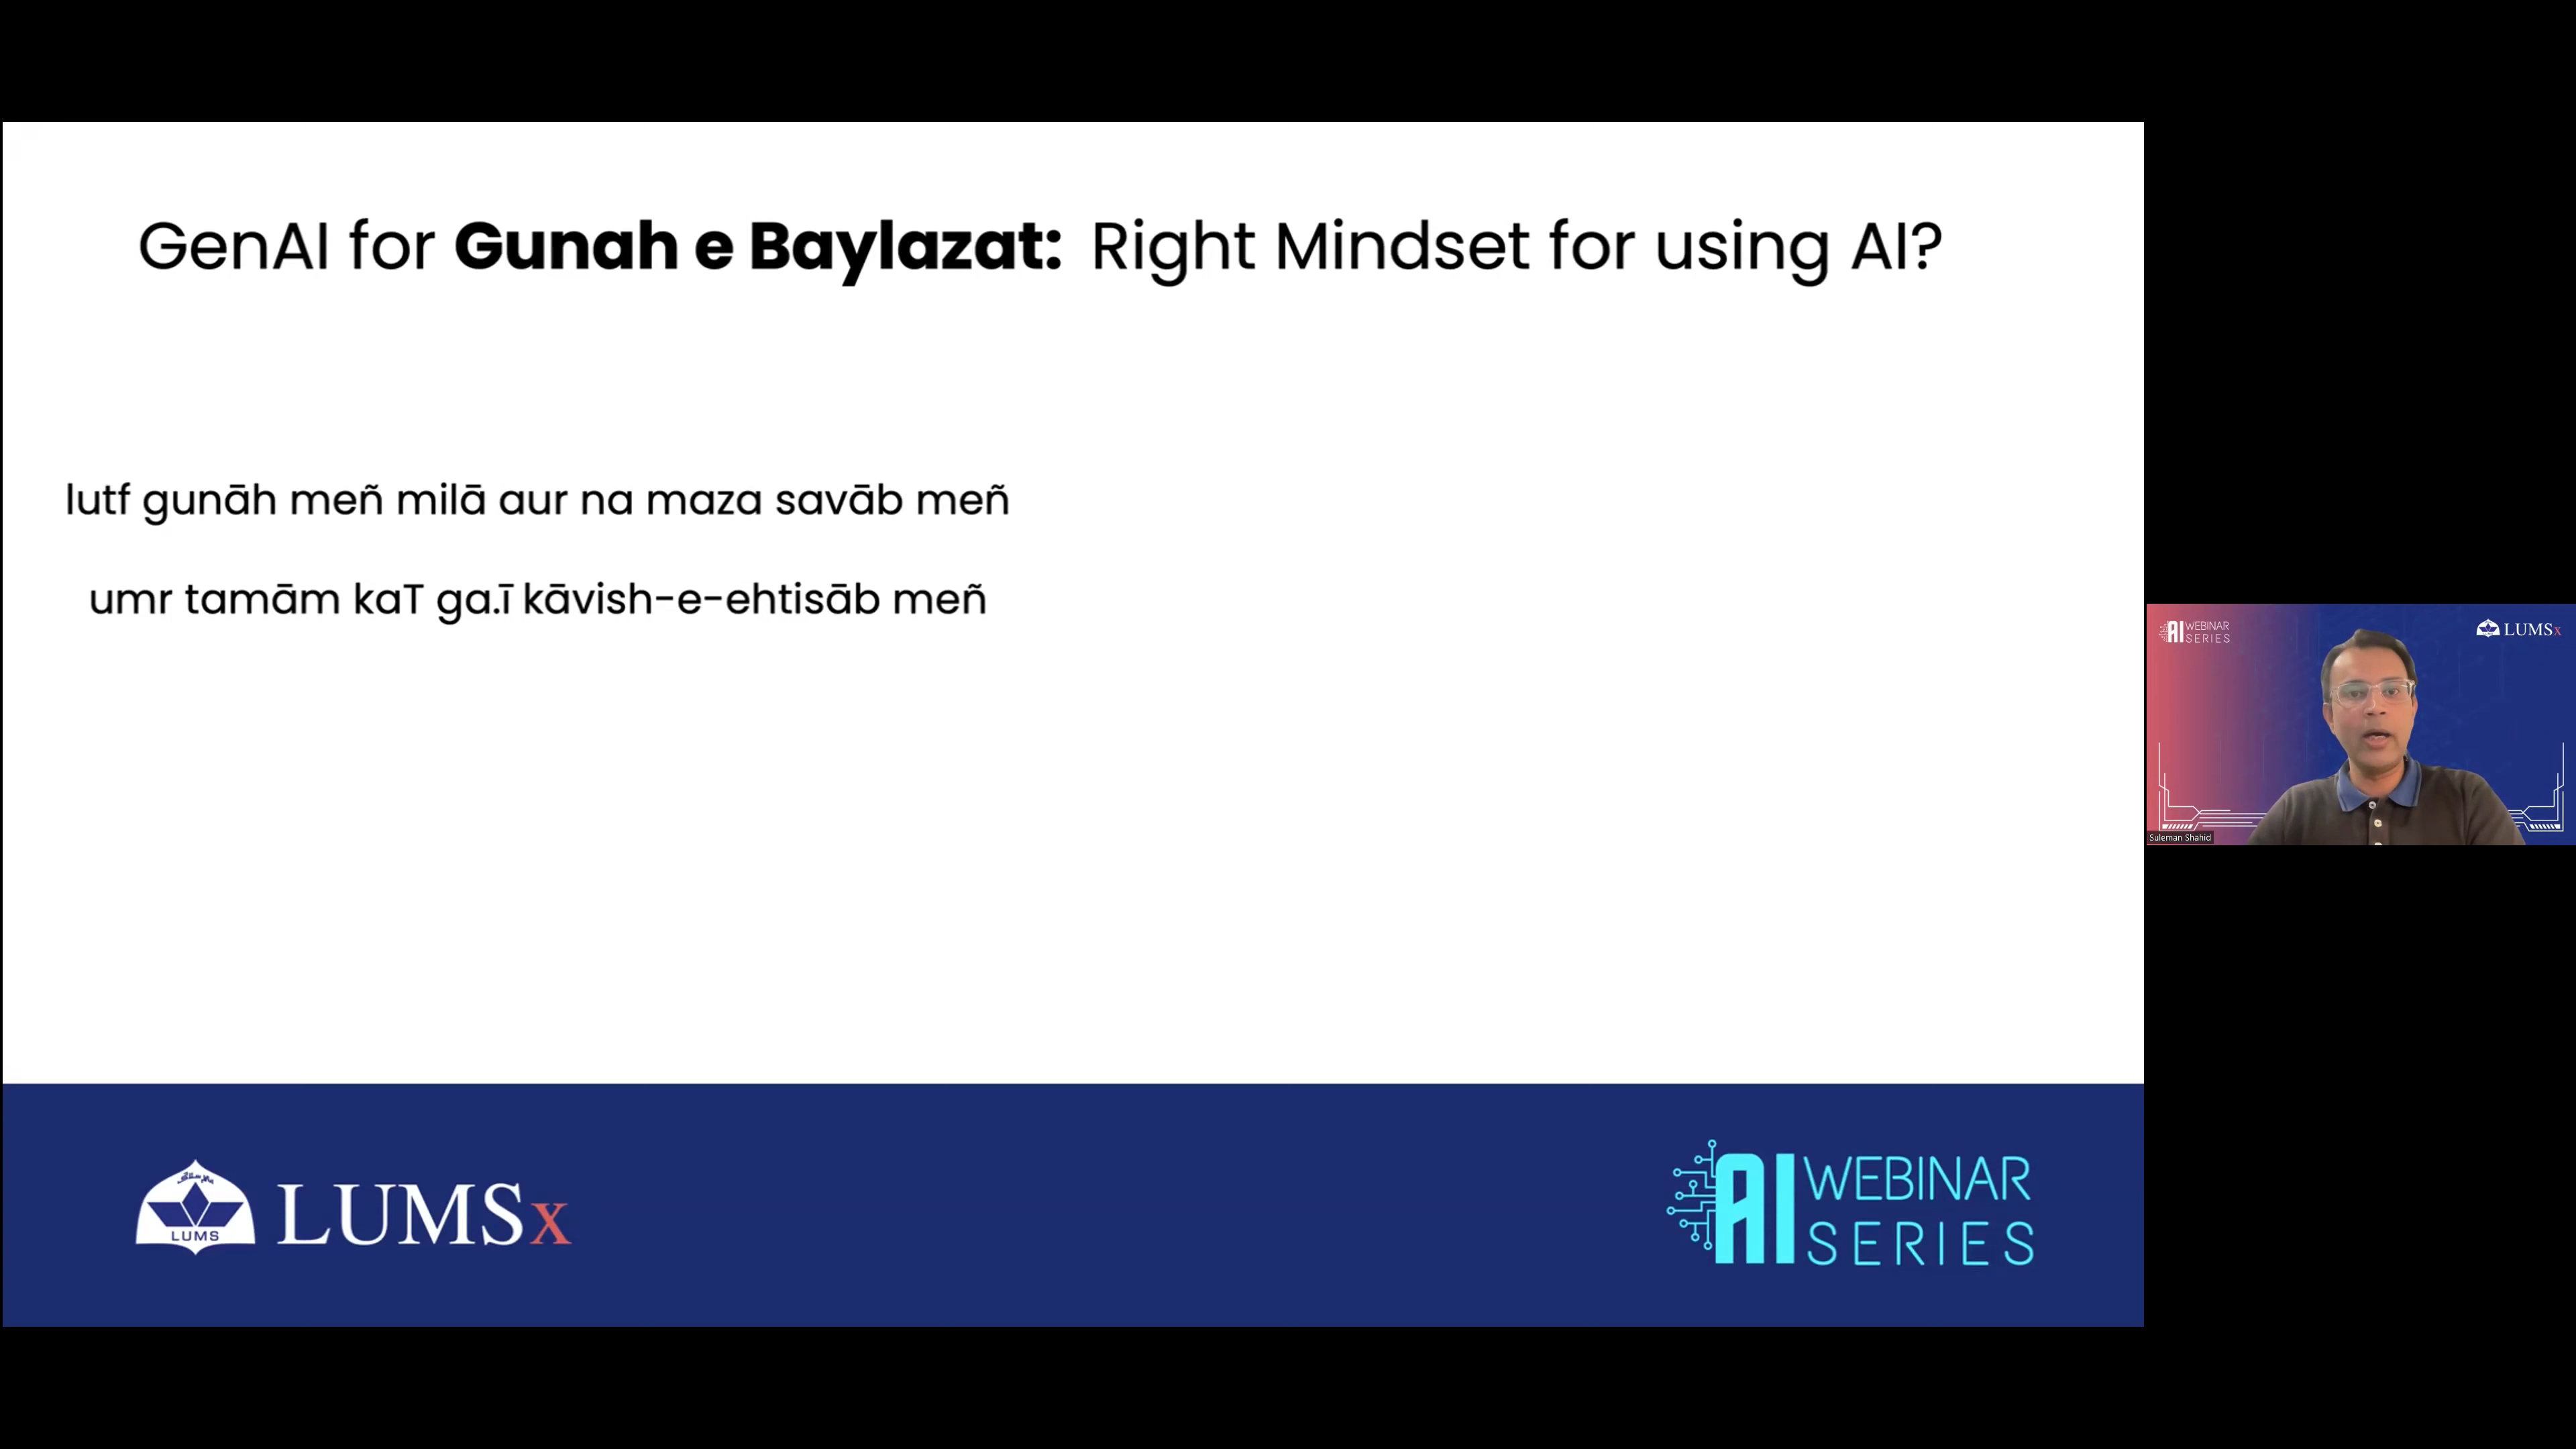 GenAI for Gunah e Baylazat: Right Mindset for using AI?
lutf gunāh meñ milā aur na maza savāb meñ
umr tamām kaT ga.ī kāvish-e-ehtisāb meñ
AI WEBINAR
SERIES
LUMSx
Suleman Shahid
LUMS
LUMSx
AI WEBINAR
SERIES